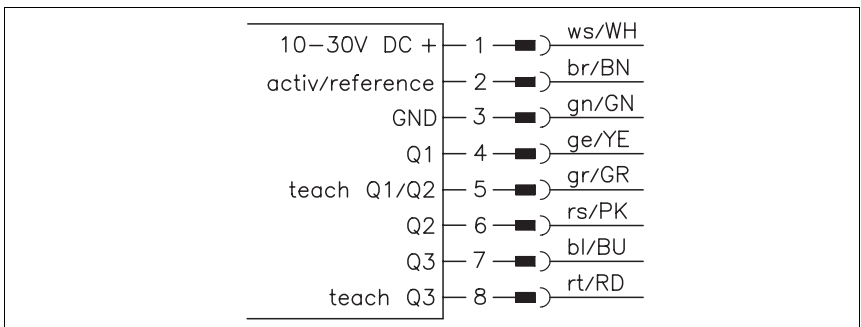 10-30V DC + 1 ws/WH
activ/reference 2 br/BN
GND 3 gn/GN
Q1 4 ge/YE
teach Q1/Q2 5 gr/GR
Q2 6 rs/PK
Q3 7 bl/BU
teach Q3 8 rt/RD